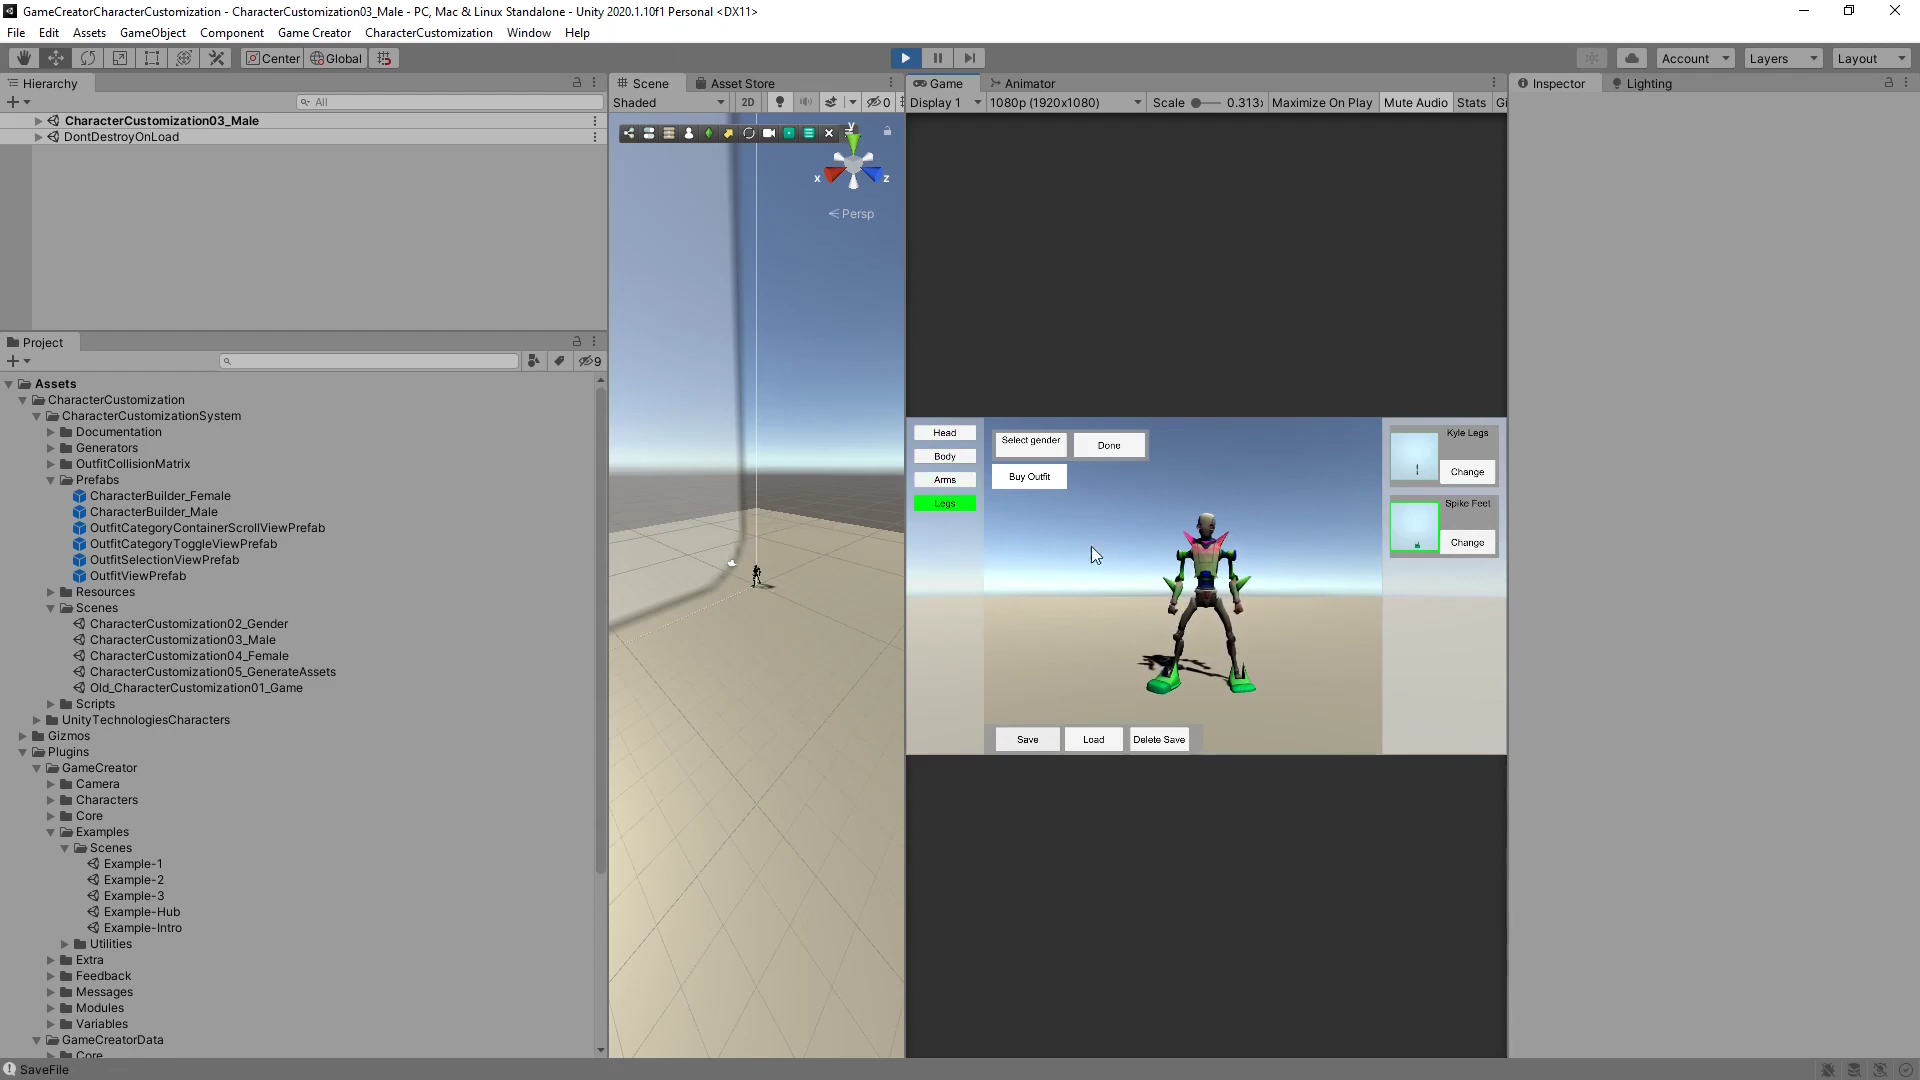 GameCreatorCharacterCustomization - CharacterCustomization03_Male - PC, Mac & Linux Standalone - Unity 2020.1.10f1 Personal <DX11>
File Edit Assets GameObject Component Game Creator CharacterCustomization Window Help
Center Global Account Layers Layout
Hierarchy
All
CharacterCustomization03_Male
DontDestroyOnLoad
Project
9
Assets
CharacterCustomization
CharacterCustomizationSystem
Documentation
Generators
OutfitCollisionMatrix
Prefabs
CharacterBuilder_Female
CharacterBuilder_Male
OutfitCategoryContainerScrollViewPrefab
OutfitCategoryToggleViewPrefab
OutfitSelectionViewPrefab
OutfitViewPrefab
Resources
Scenes
CharacterCustomization02_Gender
CharacterCustomization03_Male
CharacterCustomization04_Female
CharacterCustomization05_GenerateAssets
Old_CharacterCustomization01_Game
Scripts
UnityTechnologiesCharacters
Gizmos
Plugins
GameCreator
Camera
Characters
Core
Examples
Scenes
Example-1
Example-2
Example-3
Example-Hub
Example-Intro
Utilities
Extra
Feedback
Messages
Modules
Variables
GameCreatorData
Core
SaveFile
Scene Asset Store
Shaded 2D 0
y
x z
Persp
Game Animator
Display 1 1080p (1920x1080) Scale 0.313x Maximize On Play Mute Audio Stats Gi
Head
Body
Arms
Legs
Select gender Done
Buy Outfit
Kyle Legs
Change
Spike Feet
Change
Save Load Delete Save
Inspector Lighting